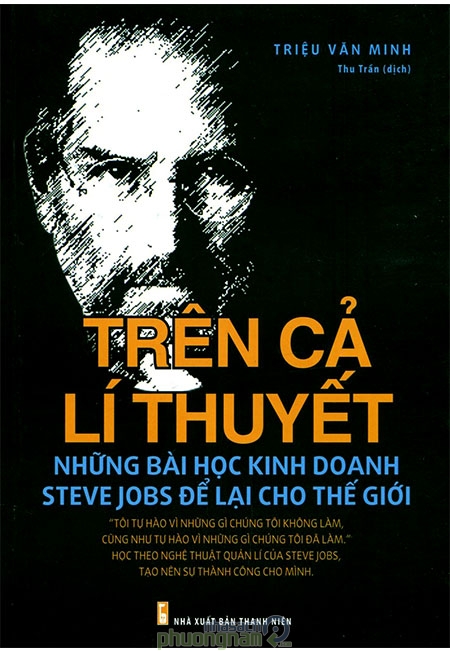 TRIỆU VĂN MINH
Thu Trần (dịch)
TRÊN CẢ
LÍ THUYẾT
NHỮNG BÀI HỌC KINH DOANH
STEVE JOBS ĐỂ LẠI CHO THẾ GIỚI
"TÔI TỰ HÀO VÌ NHỮNG GÌ CHÚNG TÔI KHÔNG LÀM,
CŨNG NHƯ TỰ HÀO VÌ NHỮNG GÌ CHÚNG TÔI ĐÃ LÀM."
HỌC THEO NGHỆ THUẬT QUẢN LÍ CỦA STEVE JOBS,
TẠO NÊN SỰ THÀNH CÔNG CHO MÌNH.
NHÀ XUẤT BẢN THANH NIÊN
nhasach
phuongnam